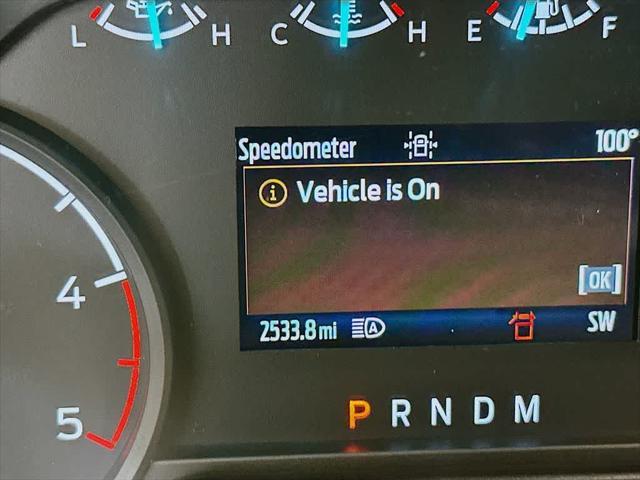 L H C H E F
Speedometer 100°
i Vehicle is On
4
OK
2533.8 mi A SW
5
P R N D M